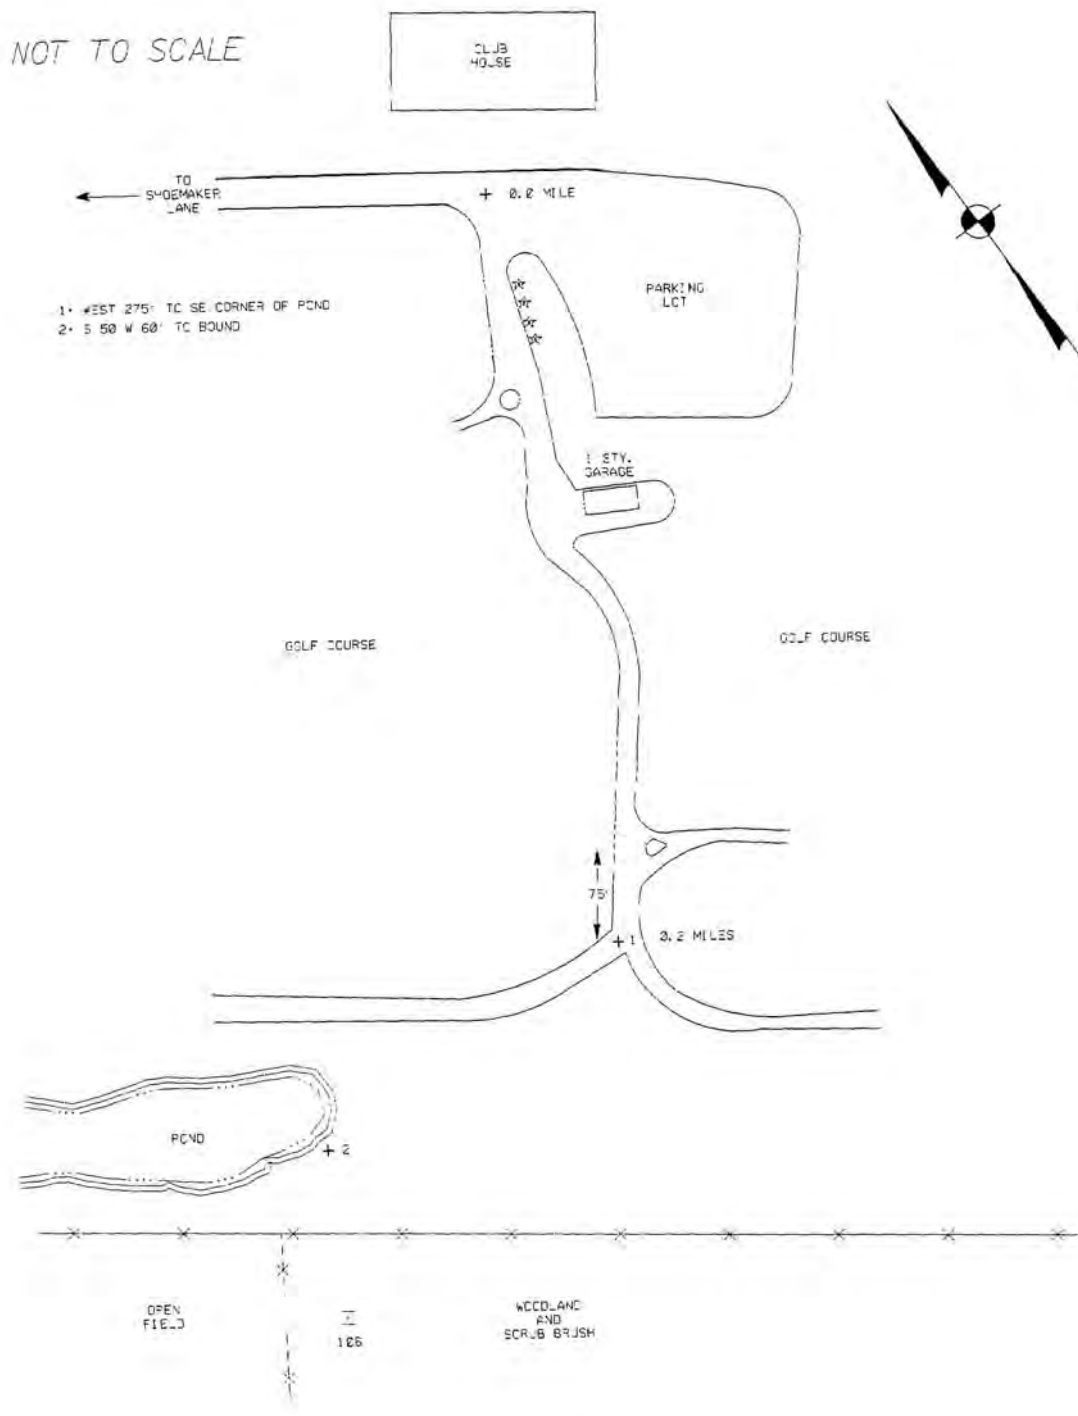 NOT TO SCALE
CLUB
HOUSE
TO
SHOEMAKER
LANE
0.0 MILE
PARKING
LOT
1. WEST 275' TO SE CORNER OF POND
2. S 50 W 60' TO BOUND
1 STY.
GARAGE
GOLF COURSE
GOLF COURSE
75'
1
0.2 MILES
POND
2
OPEN
FIELD
106
WOODLAND
AND
SCRUB BRUSH